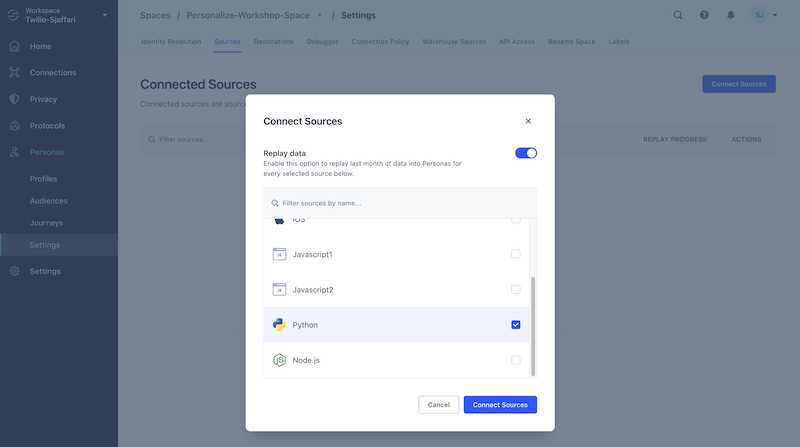 Workspace
Twilio-Sjaffari
Home
Connections
Privacy
Protocols
Personas
Profiles
Audiences
Journeys
Settings
Settings
Spaces / Personalize-Workshop-Space / Settings
SJ
Identity Resolution Sources Destinations Debugger Connection Policy Warehouse Sources API Access Rename Space Labels
Connected Sources
Connect Sources
Connected sources are sourc
Filter sources...
REPLAY PROGRESS ACTIONS
Connect Sources
Replay data
Enable this option to replay last month of data into Personas for
every selected source below.
Filter sources by name...
iOS
JS Javascript1
JS Javascript2
Python
JS Node.js
Cancel Connect Sources